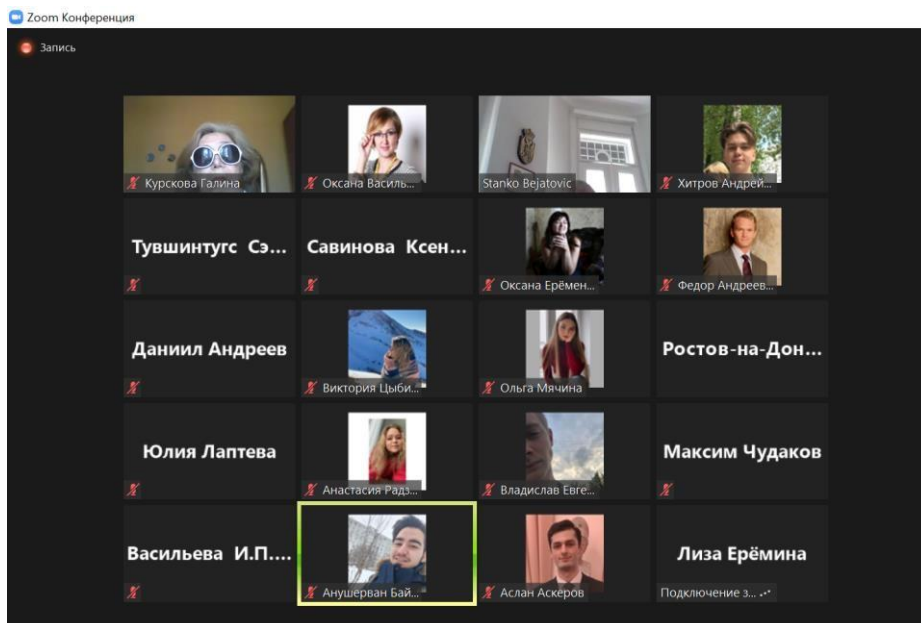 Zoom Конференция
Запись
Курскова Галина
Оксана Василь...
Stanko Bejatovic
Хитров Андрей...
Тувшинтугс Сэ...
Савинова Ксен...
Оксана Ерёмен...
Федор Андреев...
Даниил Андреев
Виктория Цыби...
Ольга Мячина
Ростов-на-Дон...
Юлия Лаптева
Анастасия Радз...
Владислав Евге...
Максим Чудаков
Васильева И.П....
Анушерван Бай...
Аслан Аскеров
Лиза Ерёмина
Подключение з...